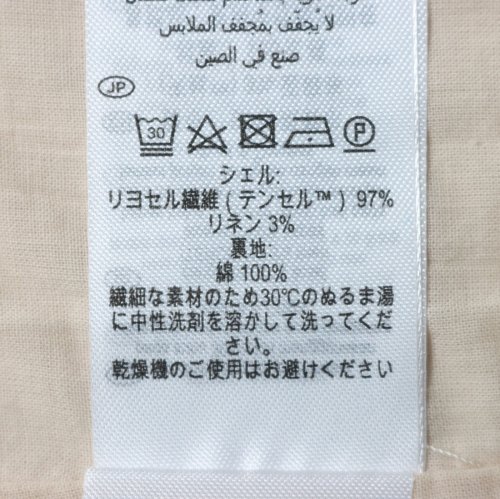 لا يُجفّف بمجفف الملابس
صنع في الصين
JP
30 P
シェル:
リヨセル繊維 ( テンセル™ ) 97%
リネン 3%
裏地:
綿 100%
繊細な素材のため30℃のぬるま湯
に中性洗剤を溶かして洗ってくだ
さい。
乾燥機のご使用はお避けください